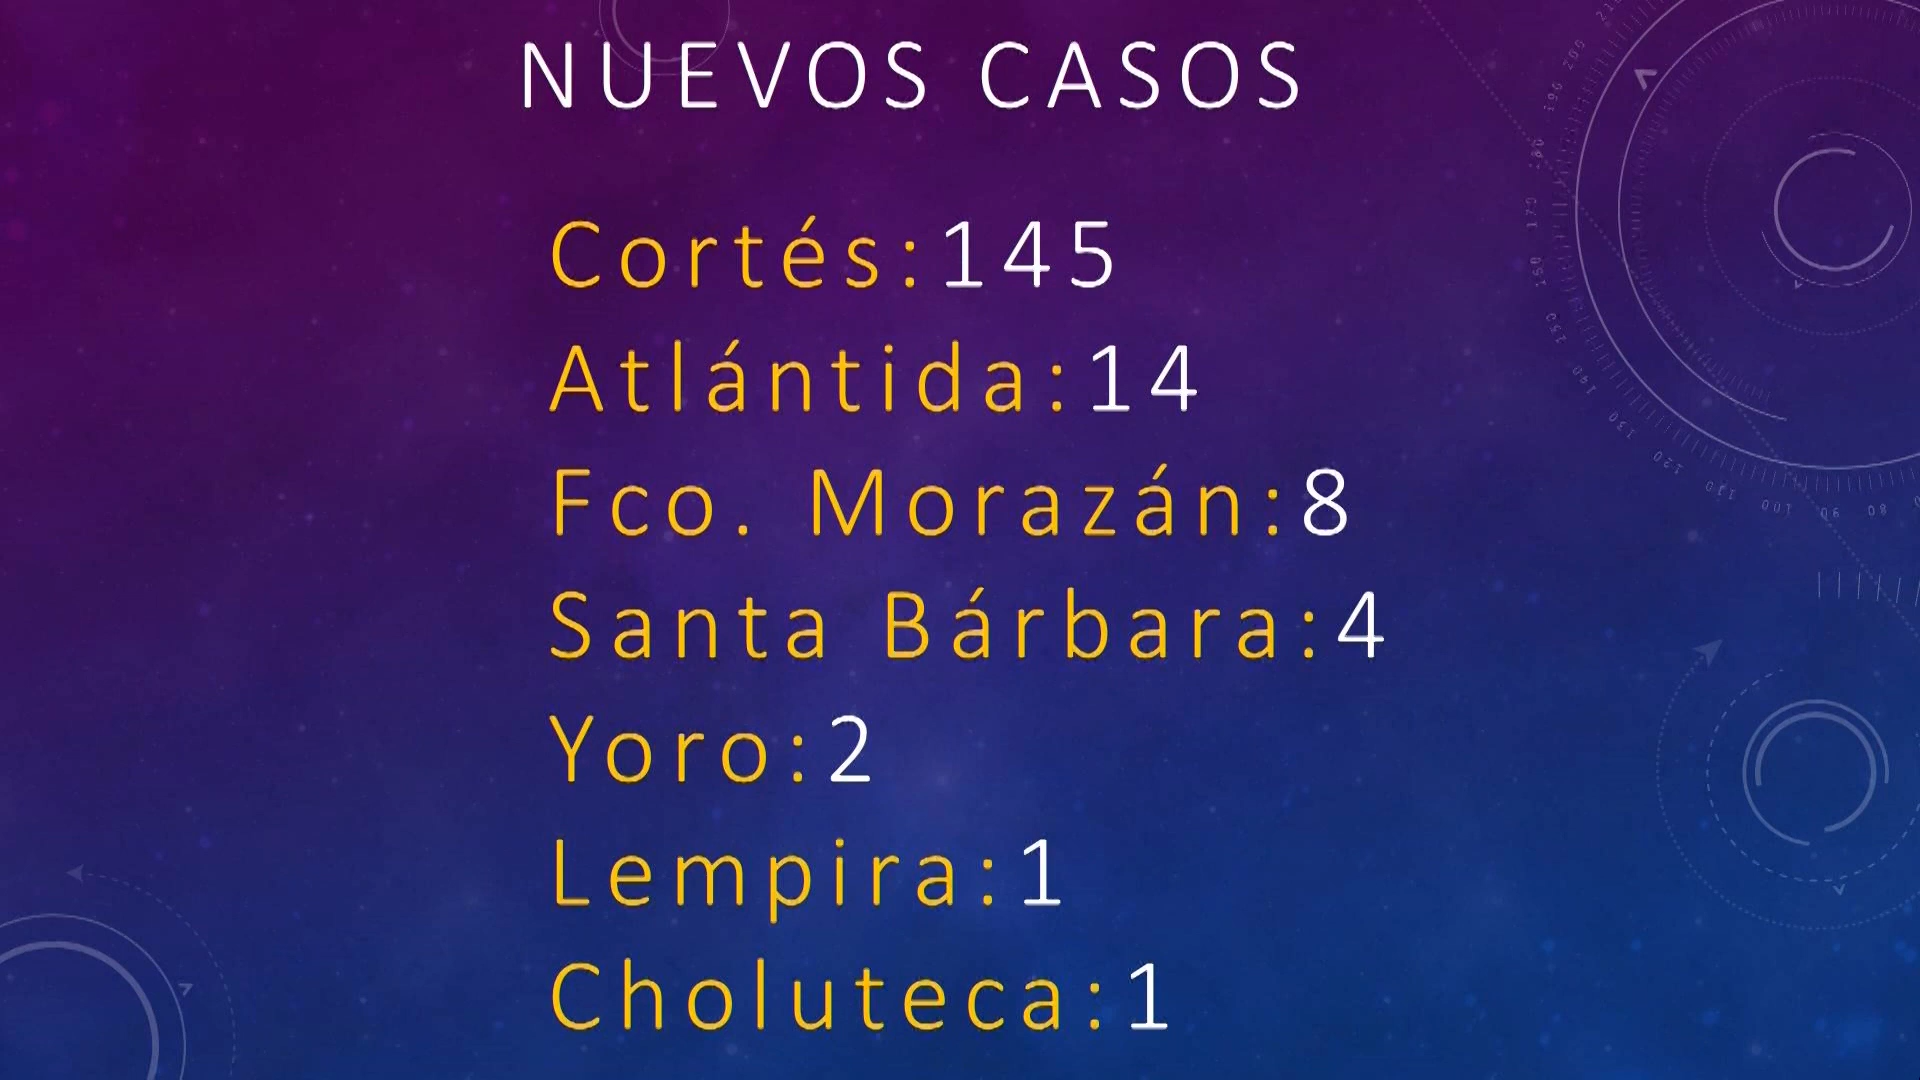 NUEVOS CASOS
Cortés:145
Atlántida:14
Fco. Morazán:8
Santa Bárbara:4
Yoro:2
Lempira:1
Choluteca:1